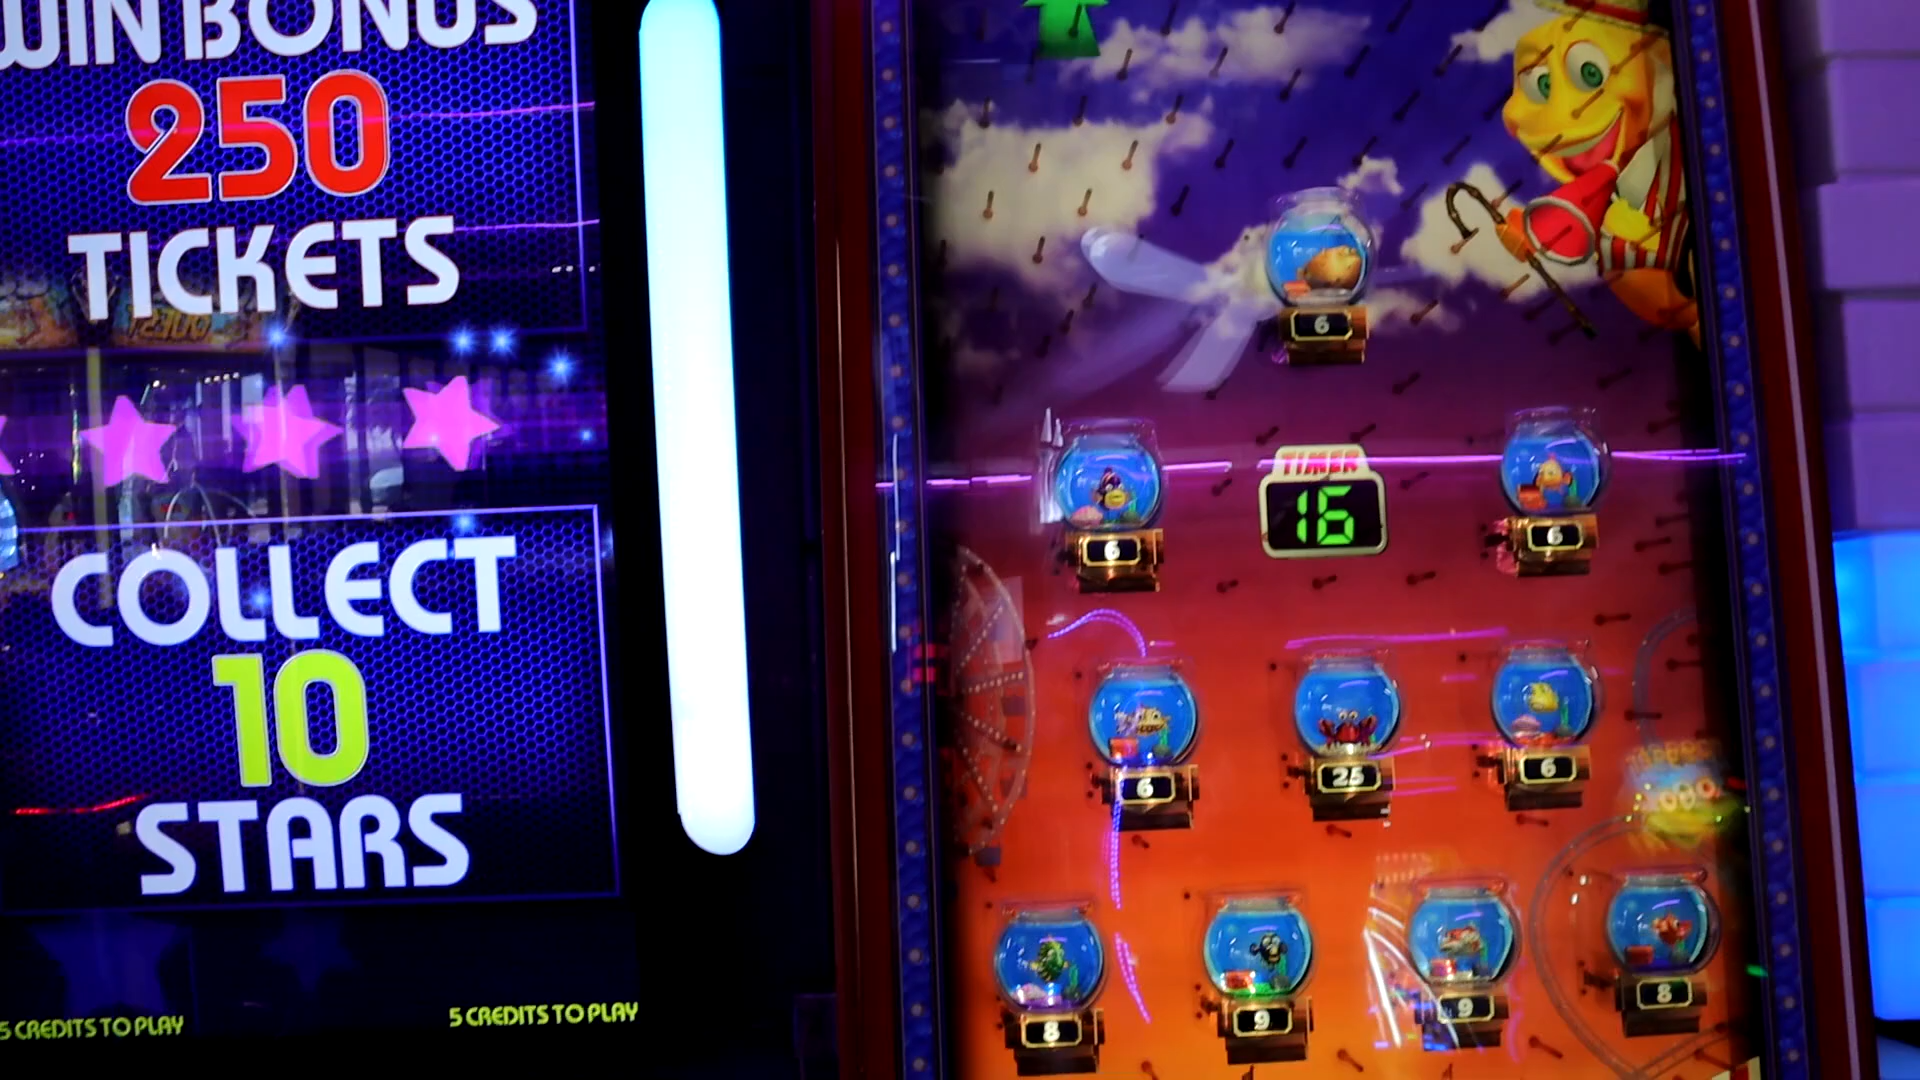 WIN BONUS
250
TICKETS
COLLECT
10
STARS
5 CREDITS TO PLAY
5 CREDITS TO PLAY
6
TIMER
16
6
6
6
25
6
8
9
9
8